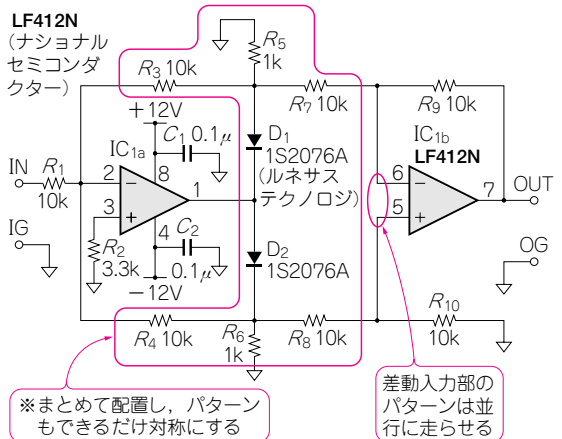 LF412N
(ナショナル
セミコンダ
クター)
R5
1k
R3 10k
R7 10k
R9 10k
+12V
C1 0.1μ
D1
1S2076A
(ルネサス
テクノロジ)
IC1a
IC1b
LF412N
IN
R1
10k
2
8
1
3
4
6
7
5
OUT
IG
R2
3.3k
C2
0.1μ
−12V
D2
1S2076A
OG
R4 10k
R6
1k
R8 10k
R10
10k
※まとめて配置し,パターン
もできるだけ対称にする
差動入力部の
パターンは並
行に走らせる